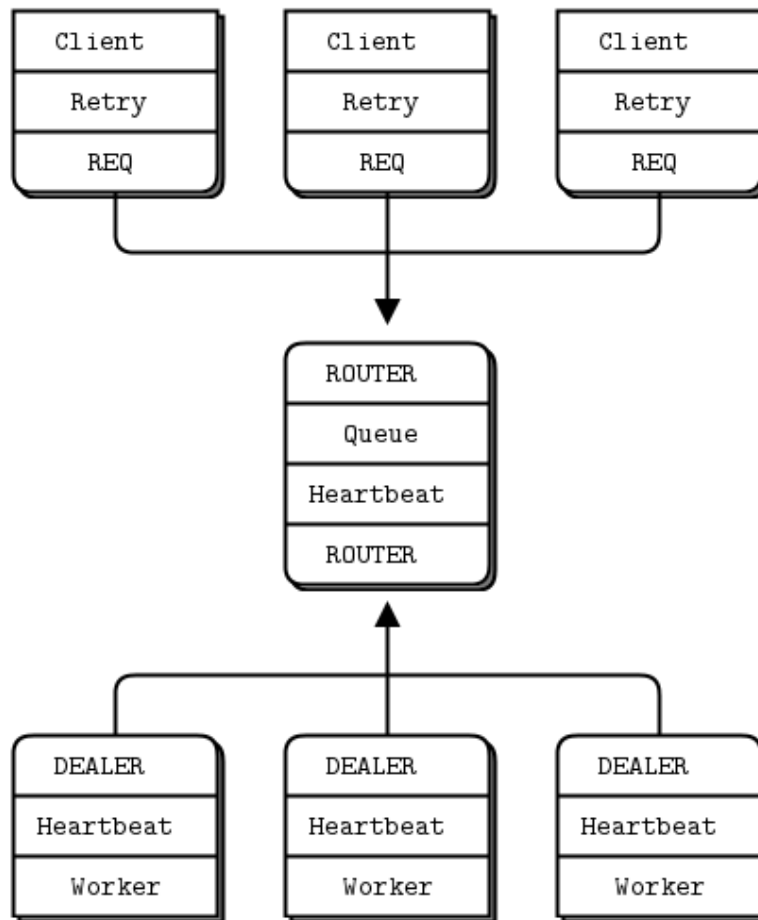 Client Client Client
Retry Retry Retry
REQ REQ REQ
ROUTER
Queue
Heartbeat
ROUTER
DEALER DEALER DEALER
Heartbeat Heartbeat Heartbeat
Worker Worker Worker